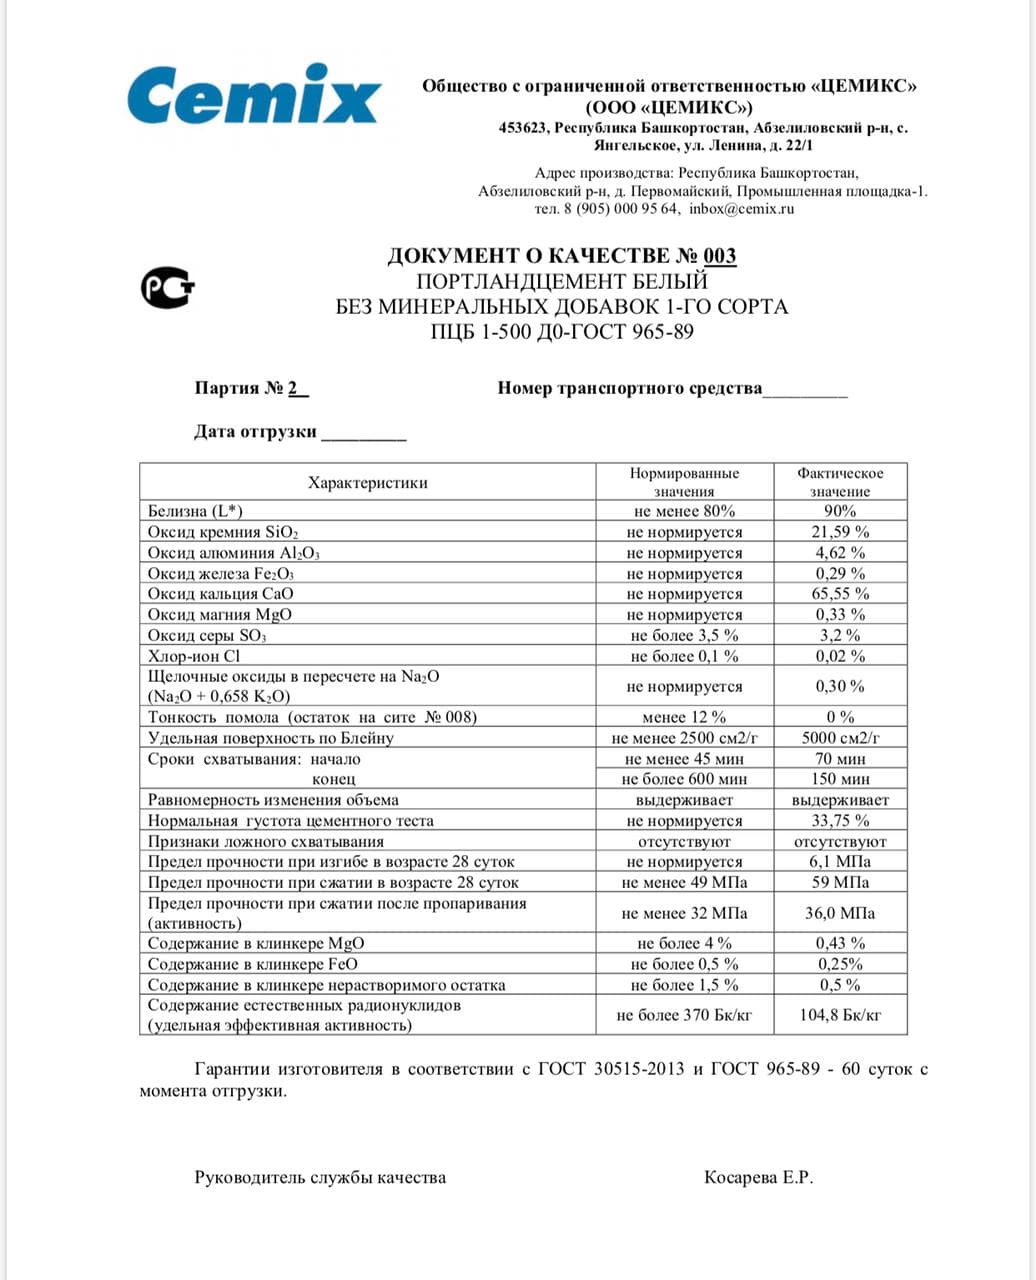 Cemix
Общество с ограниченной ответственностью «ЦЕМИКС»
(ООО «ЦЕМИКС»)
453623, Республика Башкортостан, Абзелиловский р-н, с.
Янгельское, ул. Ленина, д. 22/1
Адрес производства: Республика Башкортостан,
Абзелиловский р-н, д. Первомайский, Промышленная площадка-1.
тел. 8 (905) 000 95 64, inbox@cemix.ru
РСТ
ДОКУМЕНТ О КАЧЕСТВЕ № 003
ПОРТЛАНДЦЕМЕНТ БЕЛЫЙ
БЕЗ МИНЕРАЛЬНЫХ ДОБАВОК 1-ГО СОРТА
ПЦБ 1-500 Д0-ГОСТ 965-89
Партия № 2_ Номер транспортного средства_________
Дата отгрузки _________
Характеристики Нормированные значения Фактическое значение
Белизна (L*) не менее 80% 90%
Оксид кремния SiO₂ не нормируется 21,59 %
Оксид алюминия Al₂O₃ не нормируется 4,62 %
Оксид железа Fe₂O₃ не нормируется 0,29 %
Оксид кальция CaO не нормируется 65,55 %
Оксид магния MgO не нормируется 0,33 %
Оксид серы SO₃ не более 3,5 % 3,2 %
Хлор-ион Cl не более 0,1 % 0,02 %
Щелочные оксиды в пересчете на Na₂O
(Na₂O + 0,658 K₂O) не нормируется 0,30 %
Тонкость помола (остаток на сите № 008) менее 12 % 0 %
Удельная поверхность по Блейну не менее 2500 см2/г 5000 см2/г
Сроки схватывания: начало не менее 45 мин 70 мин
конец не более 600 мин 150 мин
Равномерность изменения объема выдерживает выдерживает
Нормальная густота цементного теста не нормируется 33,75 %
Признаки ложного схватывания отсутствуют отсутствуют
Предел прочности при изгибе в возрасте 28 суток не нормируется 6,1 МПа
Предел прочности при сжатии в возрасте 28 суток не менее 49 МПа 59 МПа
Предел прочности при сжатии после пропаривания
(активность) не менее 32 МПа 36,0 МПа
Содержание в клинкере MgO не более 4 % 0,43 %
Содержание в клинкере FeO не более 0,5 % 0,25%
Содержание в клинкере нерастворимого остатка не более 1,5 % 0,5 %
Содержание естественных радионуклидов
(удельная эффективная активность) не более 370 Бк/кг 104,8 Бк/кг
Гарантии изготовителя в соответствии с ГОСТ 30515-2013 и ГОСТ 965-89 - 60 суток с
момента отгрузки.
Руководитель службы качества Косарева Е.Р.